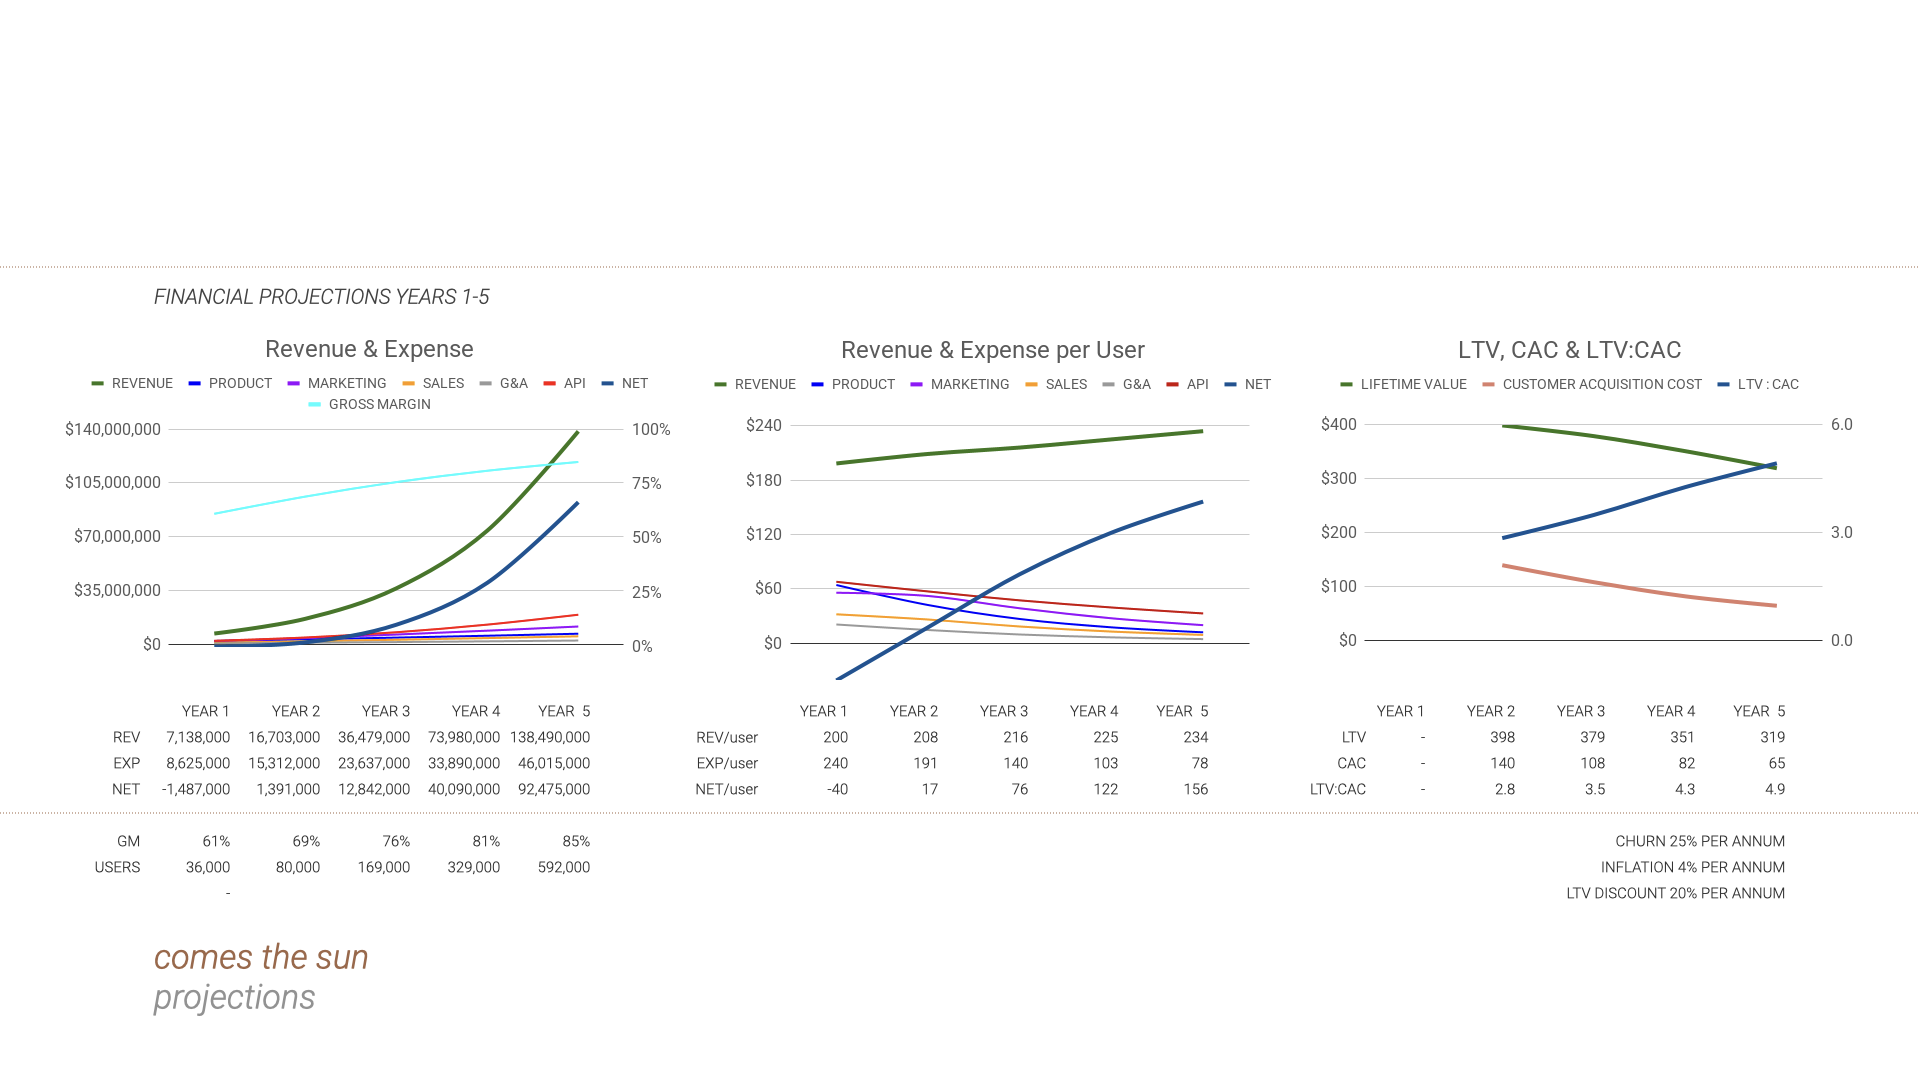 FINANCIAL PROJECTIONS YEARS 1-5
Revenue & Expense
REVENUE PRODUCT MARKETING SALES G&A API NET
GROSS MARGIN
$140,000,000 100%
$105,000,000 75%
$70,000,000 50%
$35,000,000 25%
$0 0%
YEAR 1 YEAR 2 YEAR 3 YEAR 4 YEAR 5
REV 7,138,000 16,703,000 36,479,000 73,980,000 138,490,000
EXP 8,625,000 15,312,000 23,637,000 33,890,000 46,015,000
NET -1,487,000 1,391,000 12,842,000 40,090,000 92,475,000
GM 61% 69% 76% 81% 85%
USERS 36,000 80,000 169,000 329,000 592,000
-
Revenue & Expense per User
REVENUE PRODUCT MARKETING SALES G&A API NET
$240
$180
$120
$60
$0
YEAR 1 YEAR 2 YEAR 3 YEAR 4 YEAR 5
REV/user 200 208 216 225 234
EXP/user 240 191 140 103 78
NET/user -40 17 76 122 156
LTV, CAC & LTV:CAC
LIFETIME VALUE CUSTOMER ACQUISITION COST LTV : CAC
$400 6.0
$300
$200 3.0
$100
$0 0.0
YEAR 1 YEAR 2 YEAR 3 YEAR 4 YEAR 5
LTV - 398 379 351 319
CAC - 140 108 82 65
LTV:CAC - 2.8 3.5 4.3 4.9
CHURN 25% PER ANNUM
INFLATION 4% PER ANNUM
LTV DISCOUNT 20% PER ANNUM
comes the sun
projections